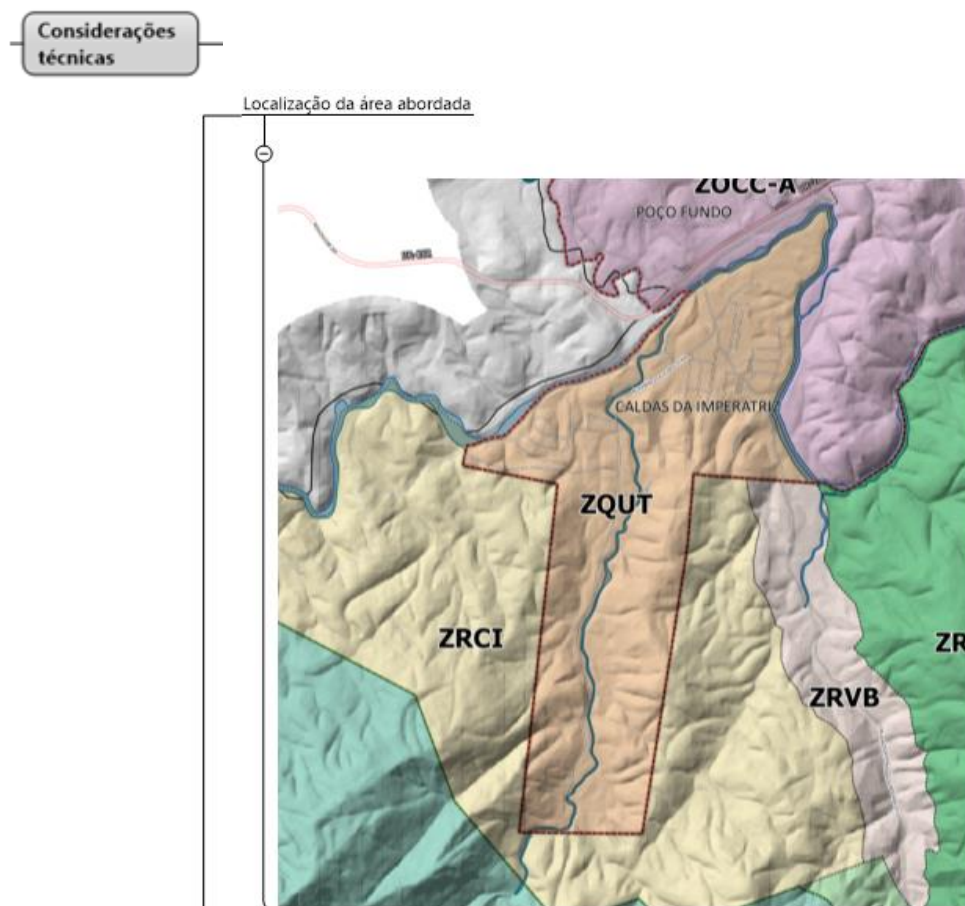 Considerações
técnicas
Localização da área abordada
ZOCC-A
POÇO FUNDO
CALDAS DA IMPERATRIZ
ZQUT
ZRCI
ZR
ZRVB